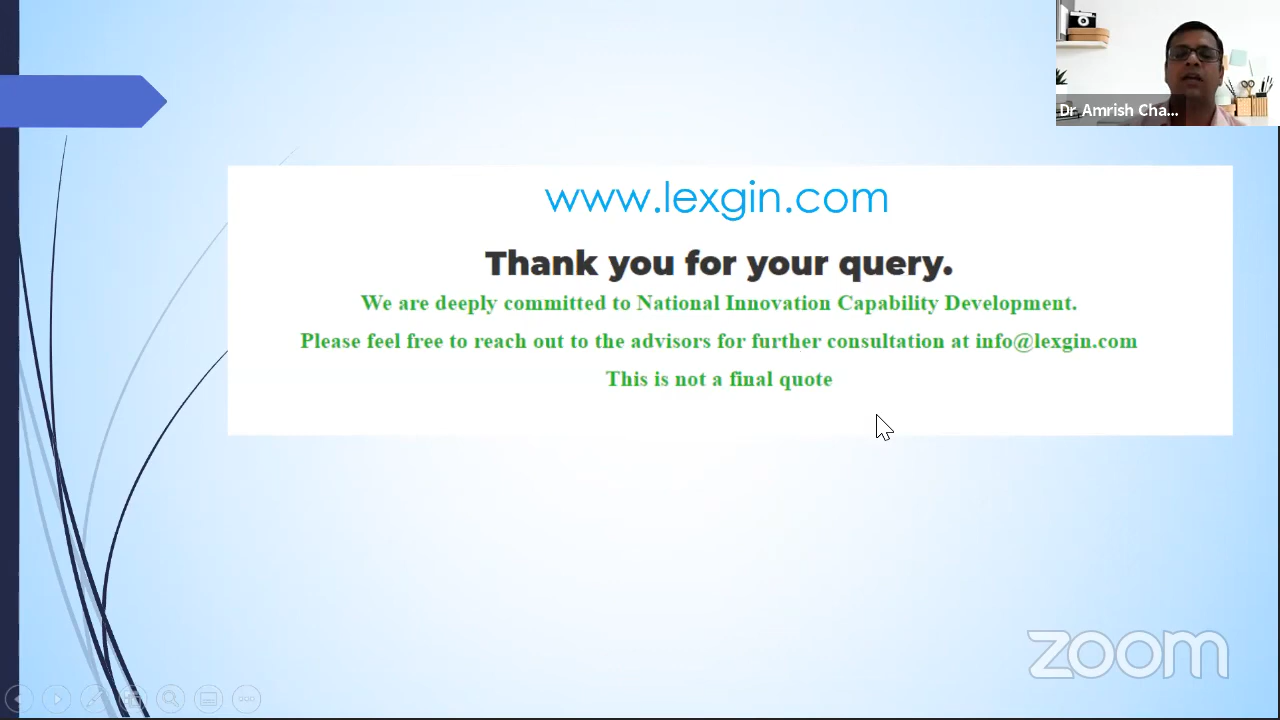 Dr Amrish Cha...
www.lexgin.com
Thank you for your query.
We are deeply committed to National Innovation Capability Development.
Please feel free to reach out to the advisors for further consultation at info@lexgin.com
This is not a final quote
zoom